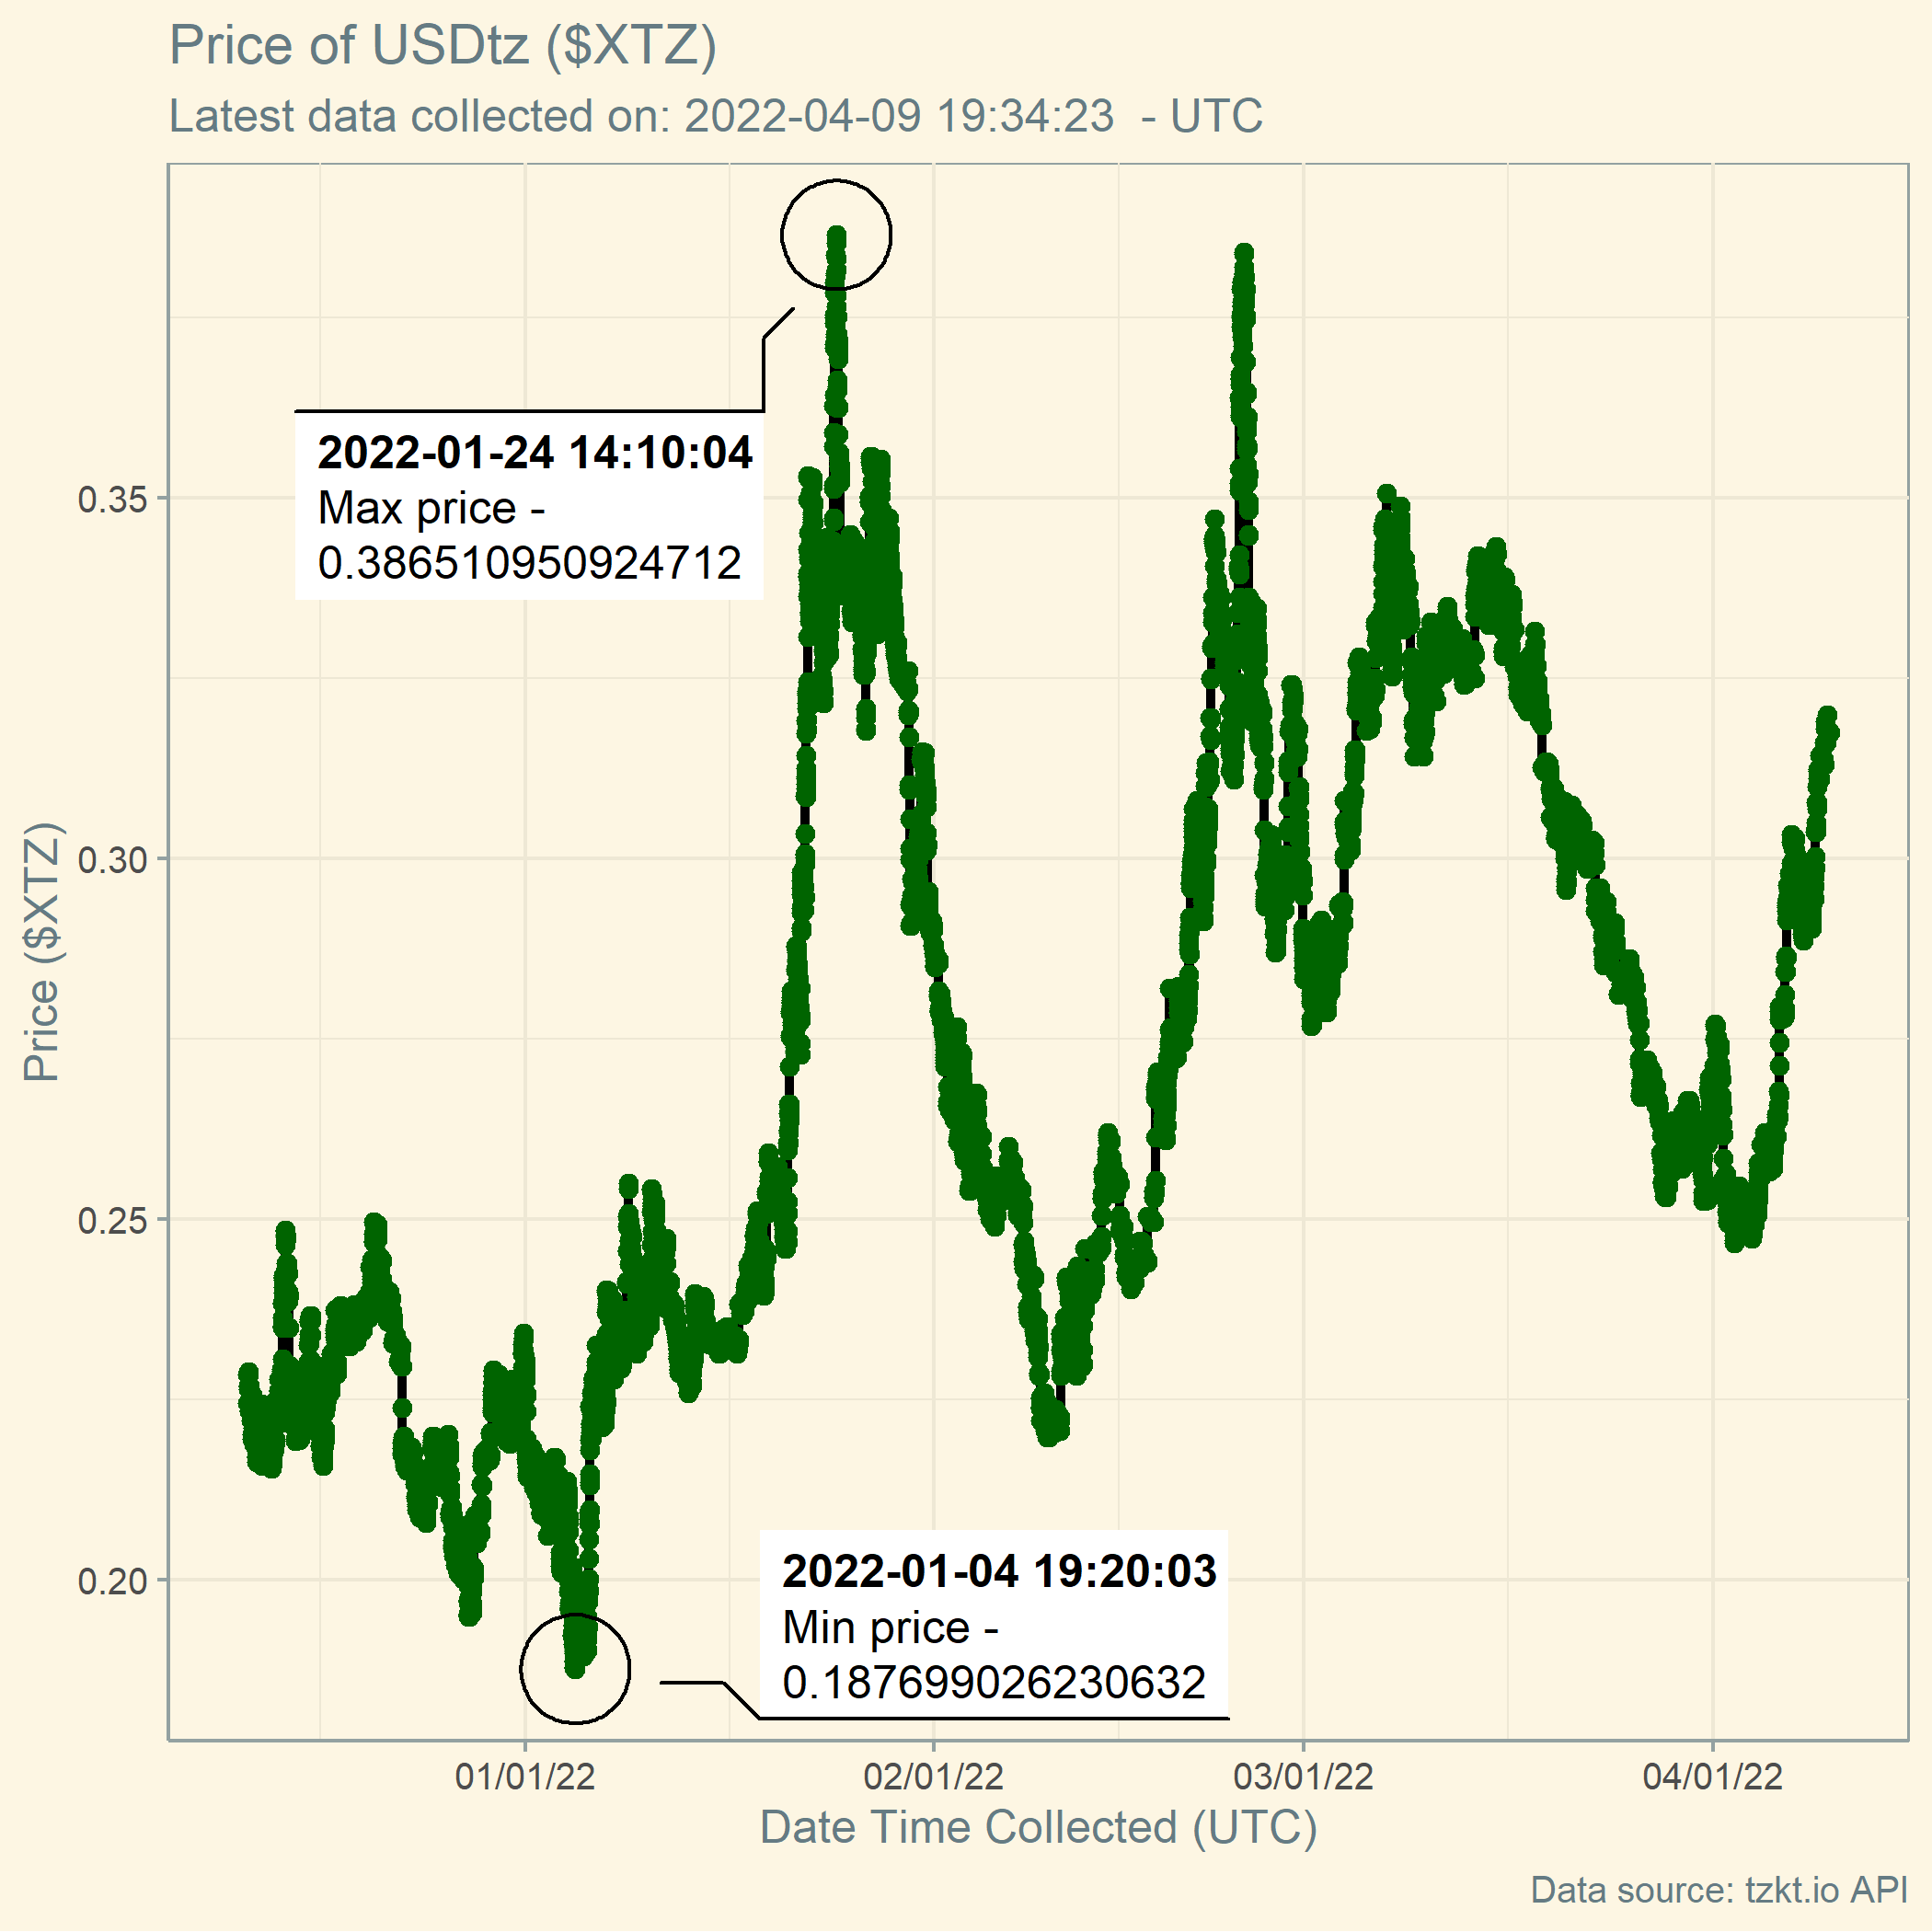 Price of USDtz ($XTZ)
Latest data collected on: 2022-04-09 19:34:23  - UTC
2022-01-24 14:10:04
Max price -
0.386510950924712
0.35
0.30
0.25
0.20
Price ($XTZ)
2022-01-04 19:20:03
Min price -
0.187699026230632
01/01/22
02/01/22
03/01/22
04/01/22
Date Time Collected (UTC)
Data source: tzkt.io API